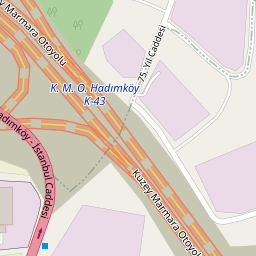 Marmara Otoyolu
75. Yıl Caddesi
K. M. O. Hadımköy
K-43
Hadımköy - İstanbul Caddesi
Kuzey Marmara Otoyolu